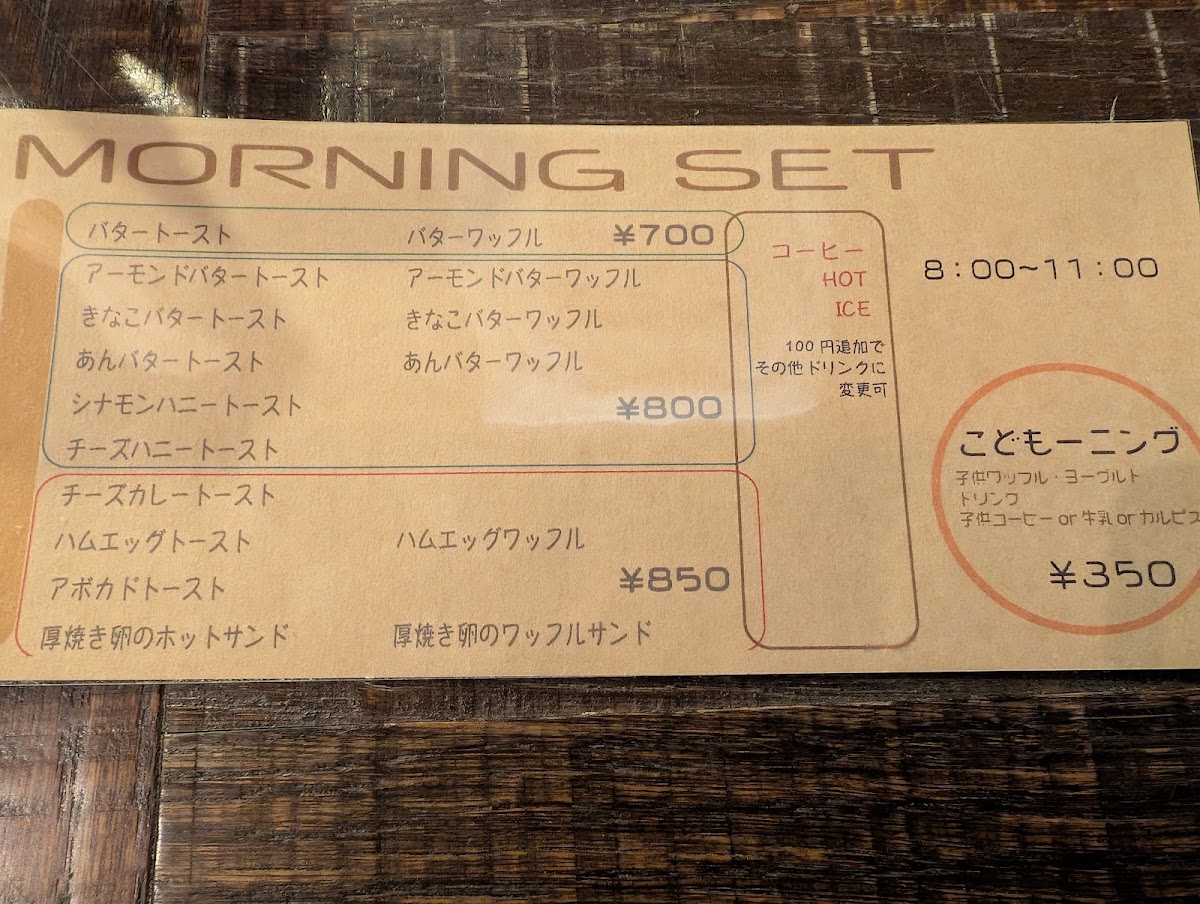 MORNING SET
バタートースト バターワッフル ¥700
アーモンドバタートースト アーモンドバターワッフル
きなこバタートースト きなこバターワッフル
あんバタートースト あんバターワッフル
シナモンハニートースト ¥800
チーズハニートースト
チーズカレートースト
ハムエッグトースト ハムエッグワッフル
アボカドトースト ¥850
厚焼き卵のホットサンド 厚焼き卵のワッフルサンド
コーヒー
HOT
ICE
100円追加で
その他ドリンクに
変更可
8:00~11:00
こどもーニング
子供ワッフル・ヨーグルト
ドリンク
子供コーヒー or 牛乳 or カルピス
¥350